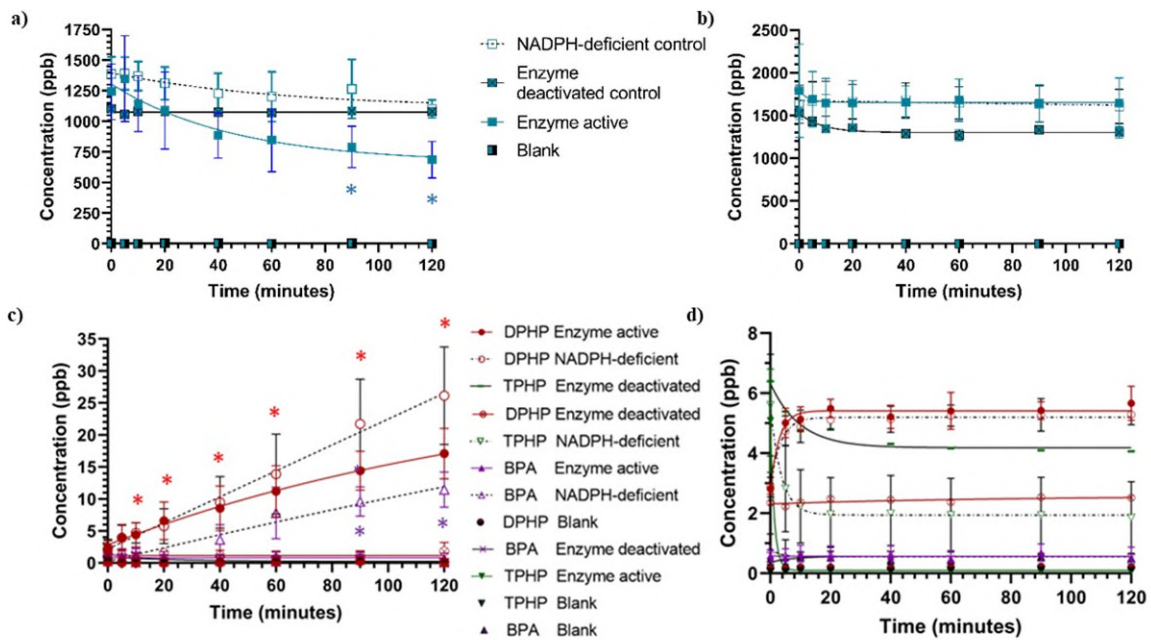 a)
Concentration (ppb)
1750
1500
1250
1000
750
500
250
0
0 20 40 60 80 100 120
Time (minutes)
*
*
NADPH-deficient control
Enzyme
deactivated control
Enzyme active
Blank
b)
Concentration (ppb)
2500
2000
1500
1000
500
0
0 20 40 60 80 100 120
Time (minutes)
c)
Concentration (ppb)
35
30
25
20
15
10
5
0
0 20 40 60 80 100 120
Time (minutes)
* * * * * *
* * *
DPHP Enzyme active
DPHP NADPH-deficient
TPHP Enzyme deactivated
DPHP Enzyme deactivated
TPHP NADPH-deficient
BPA Enzyme active
BPA NADPH-deficient
DPHP Blank
BPA Enzyme deactivated
TPHP Enzyme active
TPHP Blank
BPA Blank
d)
Concentration (ppb)
8
6
4
2
0
0 20 40 60 80 100 120
Time (minutes)